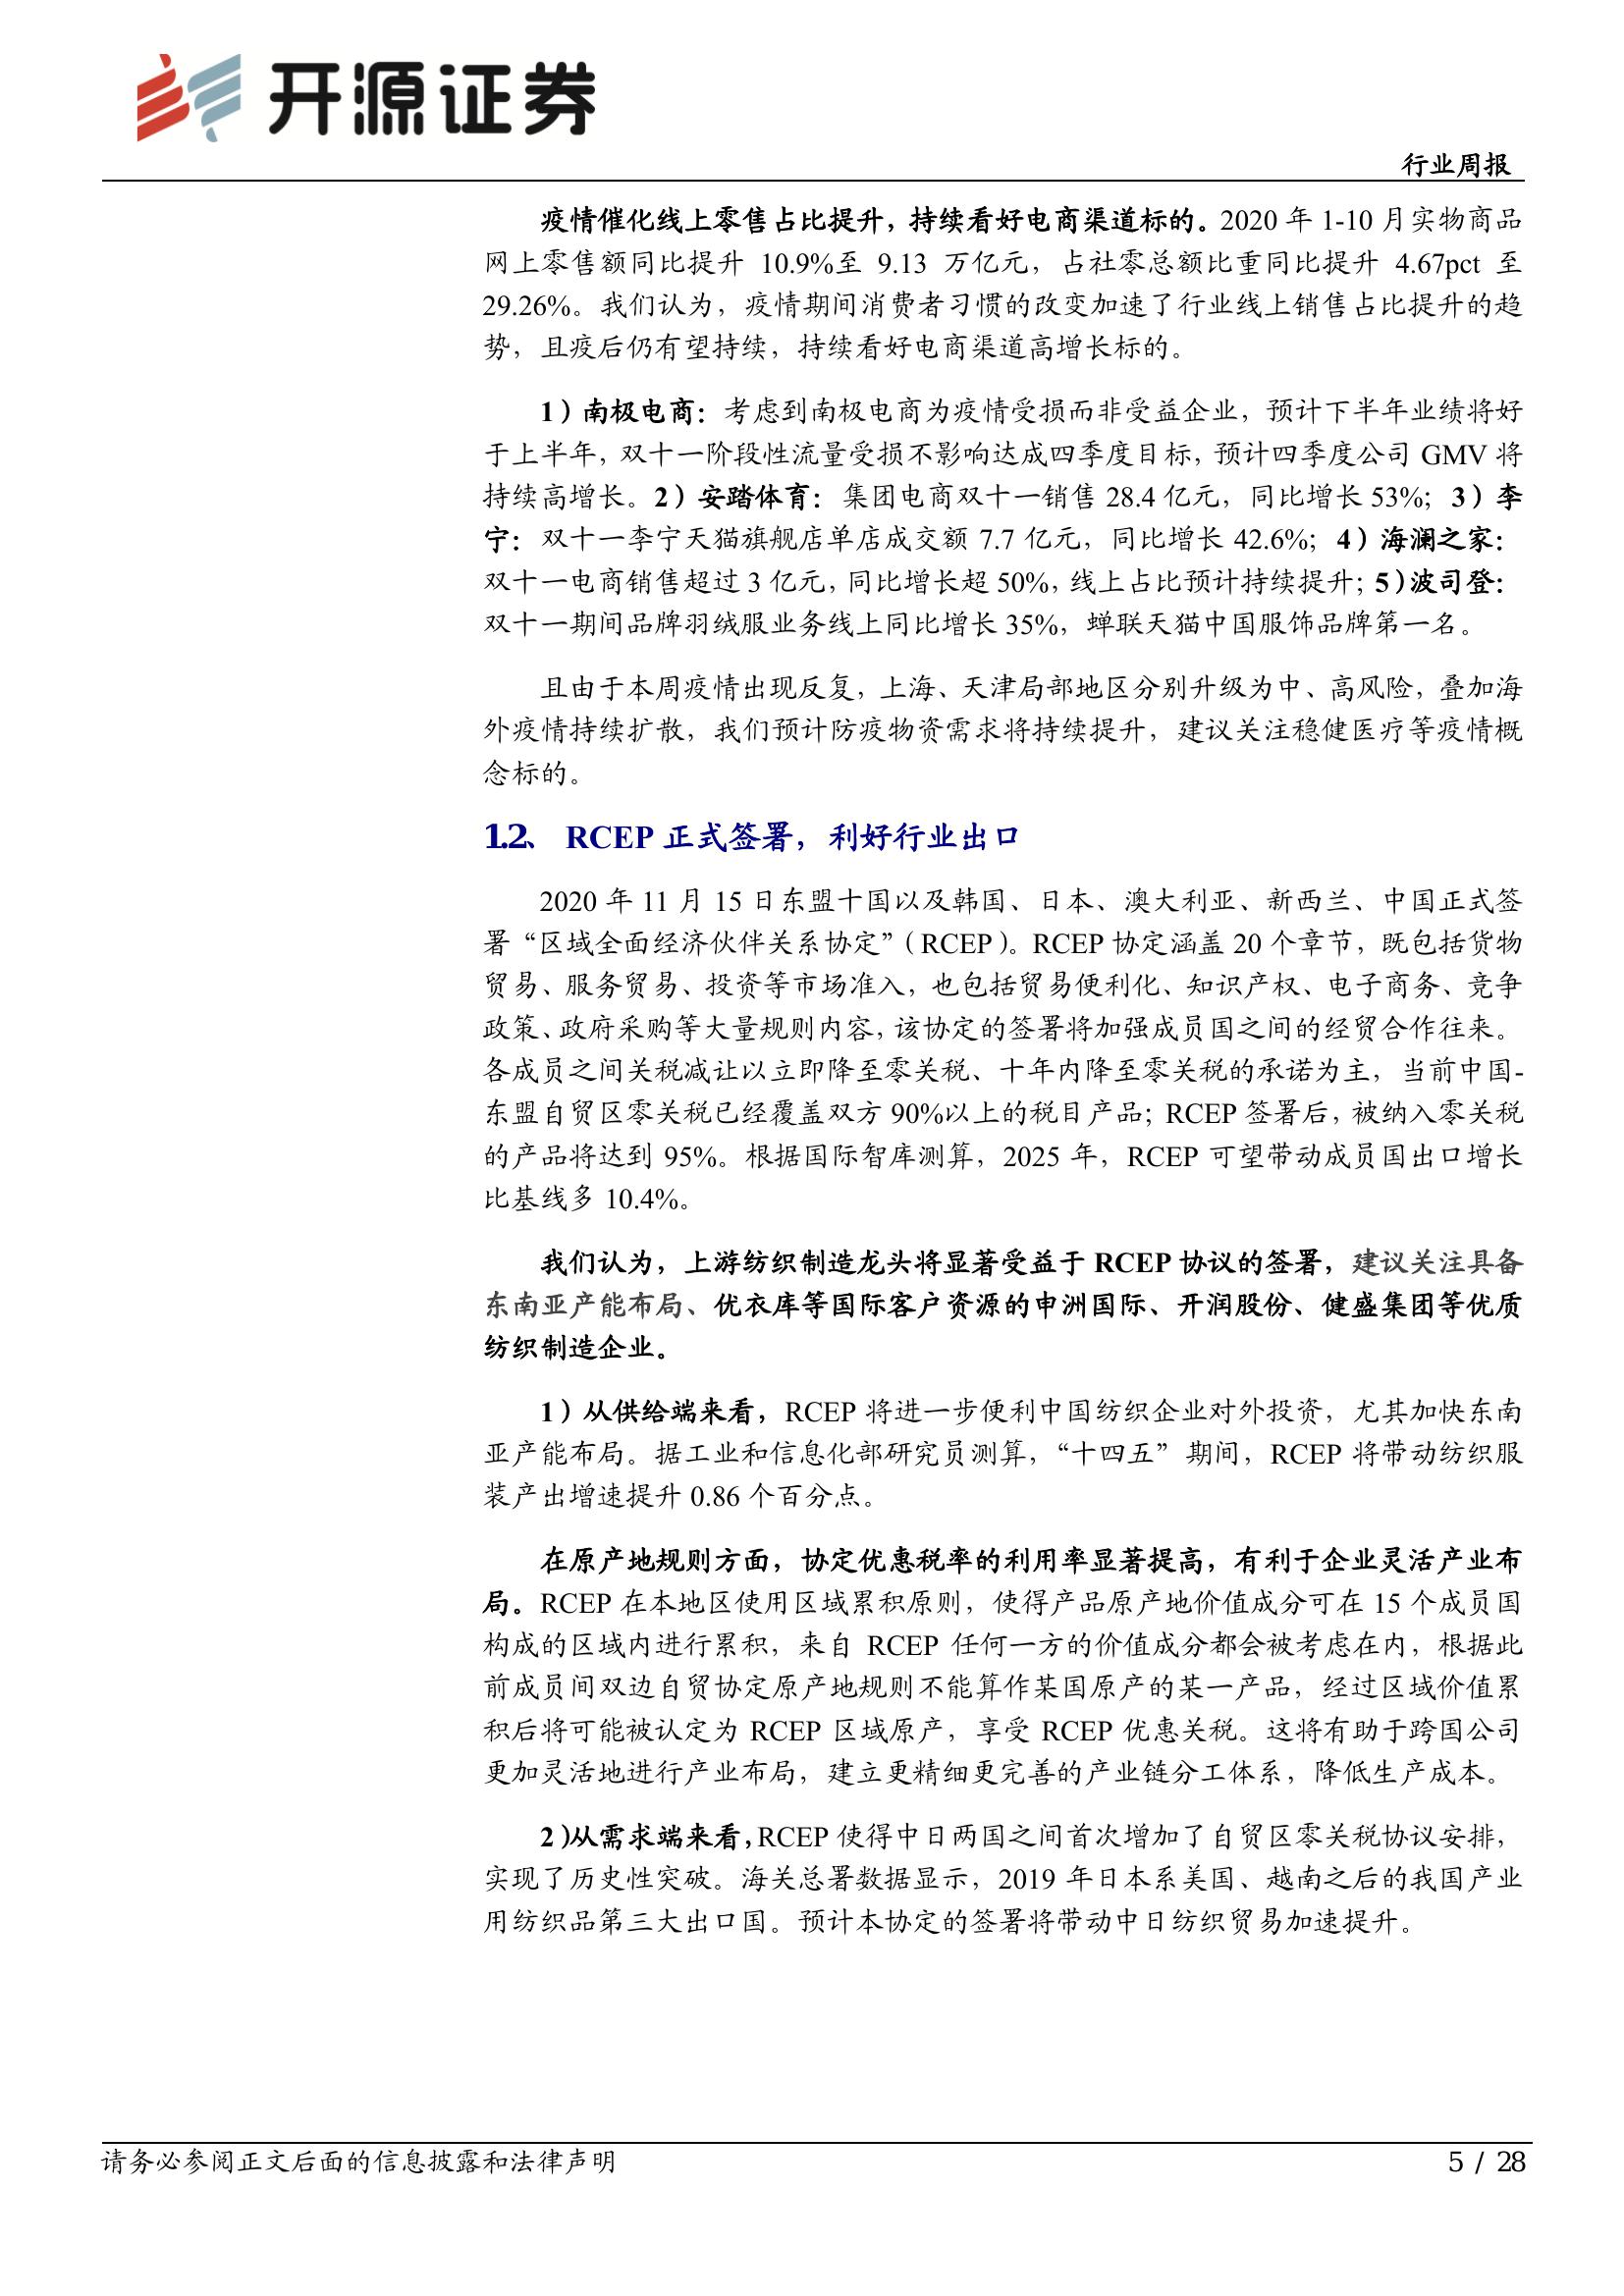 开源证券
行业周报
疫情催化线上零售占比提升，持续看好电商渠道标的。2020 年 1-10 月实物商品
网上零售额同比提升 10.9%至 9.13 万亿元，占社零总额比重同比提升 4.67pct 至
29.26%。我们认为，疫情期间消费者习惯的改变加速了行业线上销售占比提升的趋
势，且疫后仍有望持续，持续看好电商渠道高增长标的。
1）南极电商：考虑到南极电商为疫情受损而非受益企业，预计下半年业绩将好
于上半年，双十一阶段性流量受损不影响达成四季度目标，预计四季度公司 GMV 将
持续高增长。2）安踏体育：集团电商双十一销售 28.4 亿元，同比增长 53%；3）李
宁：双十一李宁天猫旗舰店单店成交额 7.7 亿元，同比增长 42.6%；4）海澜之家：
双十一电商销售超过 3 亿元，同比增长超 50%，线上占比预计持续提升；5）波司登：
双十一期间品牌羽绒服业务线上同比增长 35%，蝉联天猫中国服饰品牌第一名。
且由于本周疫情出现反复，上海、天津局部地区分别升级为中、高风险，叠加海
外疫情持续扩散，我们预计防疫物资需求将持续提升，建议关注稳健医疗等疫情概
念标的。
1.2、 RCEP 正式签署，利好行业出口
2020 年 11 月 15 日东盟十国以及韩国、日本、澳大利亚、新西兰、中国正式签
署“区域全面经济伙伴关系协定”（RCEP）。RCEP 协定涵盖 20 个章节，既包括货物
贸易、服务贸易、投资等市场准入，也包括贸易便利化、知识产权、电子商务、竞争
政策、政府采购等大量规则内容，该协定的签署将加强成员国之间的经贸合作往来。
各成员之间关税减让以立即降至零关税、十年内降至零关税的承诺为主，当前中国-
东盟自贸区零关税已经覆盖双方 90%以上的税目产品；RCEP 签署后，被纳入零关税
的产品将达到 95%。根据国际智库测算，2025 年，RCEP 可望带动成员国出口增长
比基线多 10.4%。
我们认为，上游纺织制造龙头将显著受益于 RCEP 协议的签署，建议关注具备
东南亚产能布局、优衣库等国际客户资源的申洲国际、开润股份、健盛集团等优质
纺织制造企业。
1）从供给端来看，RCEP 将进一步便利中国纺织企业对外投资，尤其加快东南
亚产能布局。据工业和信息化部研究员测算，“十四五”期间，RCEP 将带动纺织服
装产出增速提升 0.86 个百分点。
在原产地规则方面，协定优惠税率的利用率显著提高，有利于企业灵活产业布
局。RCEP 在本地区使用区域累积原则，使得产品原产地价值成分可在 15 个成员国
构成的区域内进行累积，来自 RCEP 任何一方的价值成分都会被考虑在内，根据此
前成员间双边自贸协定原产地规则不能算作某国原产的某一产品，经过区域价值累
积后将可能被认定为 RCEP 区域原产，享受 RCEP 优惠关税。这将有助于跨国公司
更加灵活地进行产业布局，建立更精细更完善的产业链分工体系，降低生产成本。
2）从需求端来看，RCEP 使得中日两国之间首次增加了自贸区零关税协议安排，
实现了历史性突破。海关总署数据显示，2019 年日本系美国、越南之后的我国产业
用纺织品第三大出口国。预计本协定的签署将带动中日纺织贸易加速提升。
请务必参阅正文后面的信息披露和法律声明
5 / 28